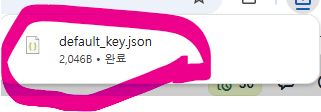 default_key.json
2,046B • 완료